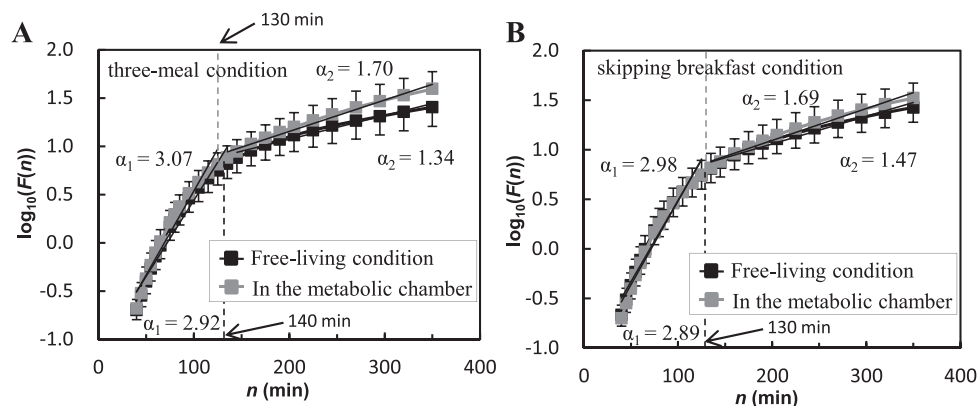 A
130 min
2.0
1.5
1.0
0.5
0.0
-0.5
-1.0
log₁₀(F(n))
three-meal condition
α₂ = 1.70
α₁ = 3.07
α₂ = 1.34
Free-living condition
In the metabolic chamber
α₁ = 2.92
140 min
0
100
200
300
400
n (min)
B
2.0
1.5
1.0
0.5
0.0
-0.5
-1.0
log₁₀(F(n))
skipping breakfast condition
α₂ = 1.69
α₁ = 2.98
α₂ = 1.47
Free-living condition
In the metabolic chamber
α₁ = 2.89
130 min
0
100
200
300
400
n (min)